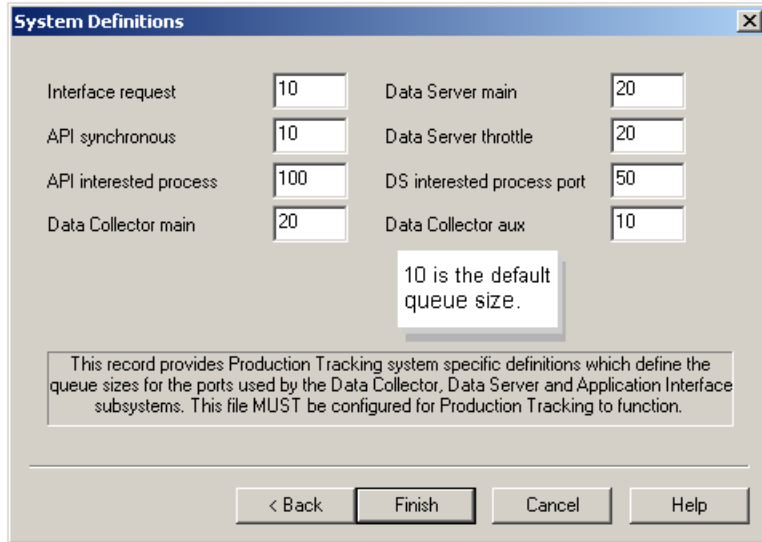 System Definitions
Interface request 10 Data Server main 20
API synchronous 10 Data Server throttle 20
API interested process 100 DS interested process port 50
Data Collector main 20 Data Collector aux 10
10 is the default
queue size.
This record provides Production Tracking system specific definitions which define the
queue sizes for the ports used by the Data Collector, Data Server and Application Interface
subsystems. This file MUST be configured for Production Tracking to function.
< Back Finish Cancel Help